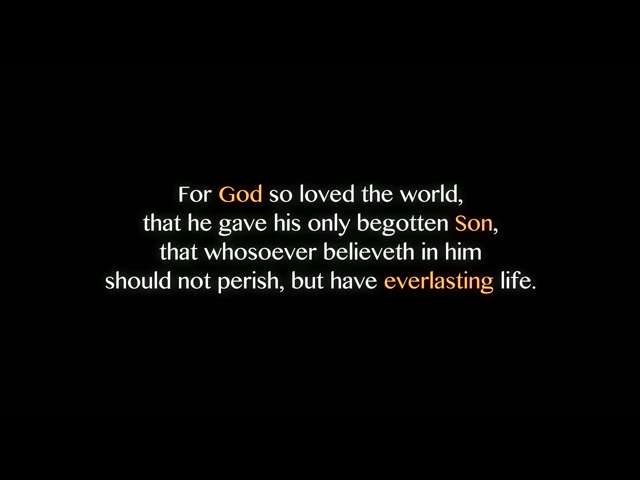 For God so loved the world,
that he gave his only begotten Son,
that whosoever believeth in him
should not perish, but have everlasting life.